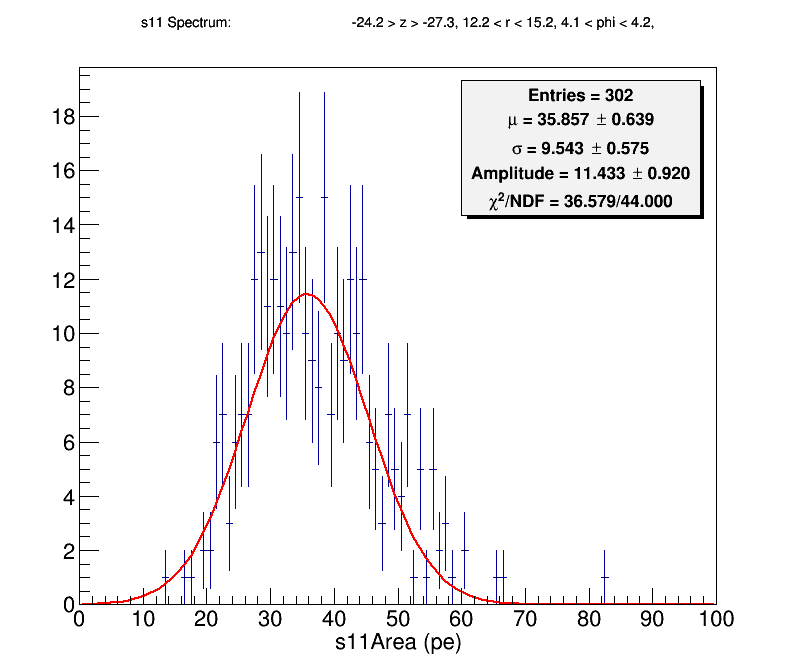 s11 Spectrum: -24.2 > z > -27.3, 12.2 < r < 15.2, 4.1 < phi < 4.2,
Entries = 302
μ = 35.857 ± 0.639
σ = 9.543 ± 0.575
Amplitude = 11.433 ± 0.920
χ²/NDF = 36.579/44.000
18
16
14
12
10
8
6
4
2
0
0 10 20 30 40 50 60 70 80 90 100
s11Area (pe)